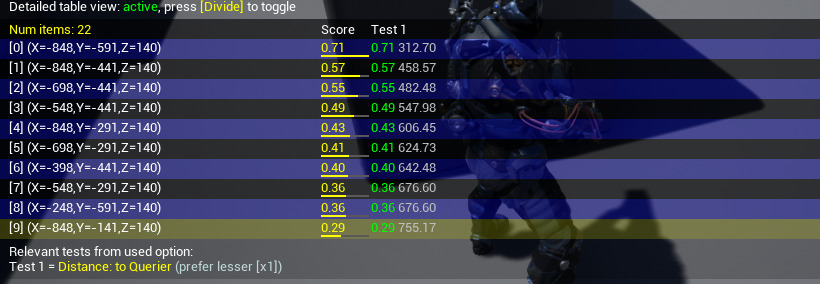 Detailed table view: active, press [Divide] to toggle
Num items: 22 Score Test 1
[0] (X=-848,Y=-591,Z=140) 0.71 0.71 312.70
[1] (X=-848,Y=-441,Z=140) 0.57 0.57 458.57
[2] (X=-698,Y=-441,Z=140) 0.55 0.55 482.48
[3] (X=-548,Y=-441,Z=140) 0.49 0.49 547.98
[4] (X=-848,Y=-291,Z=140) 0.43 0.43 606.45
[5] (X=-698,Y=-291,Z=140) 0.41 0.41 624.73
[6] (X=-398,Y=-441,Z=140) 0.40 0.40 642.48
[7] (X=-548,Y=-291,Z=140) 0.36 0.36 676.60
[8] (X=-248,Y=-591,Z=140) 0.36 0.36 676.60
[9] (X=-848,Y=-141,Z=140) 0.29 0.29 755.17
Relevant tests from used option:
Test 1 = Distance: to Querier (prefer lesser [x1])